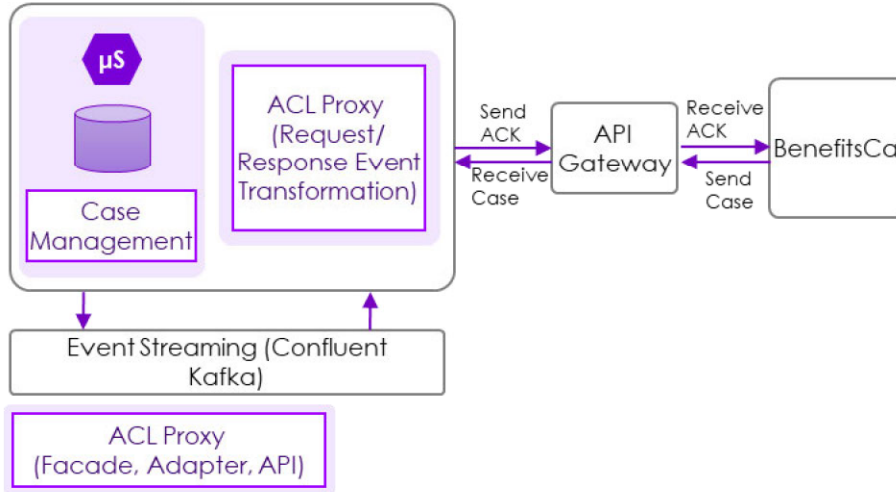 µS
Case
Management
ACL Proxy
(Request/
Response Event
Transformation)
Send
ACK
Receive
Case
API
Gateway
Receive
ACK
Send
Case
BenefitsCa
Event Streaming (Confluent
Kafka)
ACL Proxy
(Facade, Adapter, API)